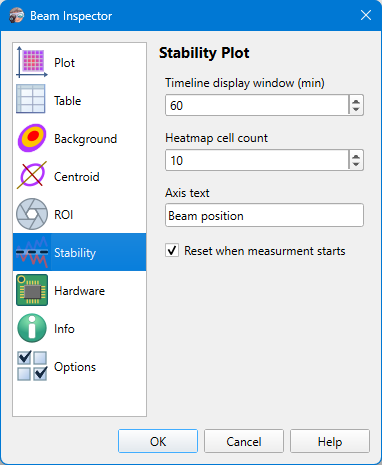 Beam Inspector
Plot
Table
Background
Centroid
ROI
Stability
Hardware
Info
Options
Stability Plot
Timeline display window (min)
60
Heatmap cell count
10
Axis text
Beam position
Reset when measurment starts
OK
Cancel
Help